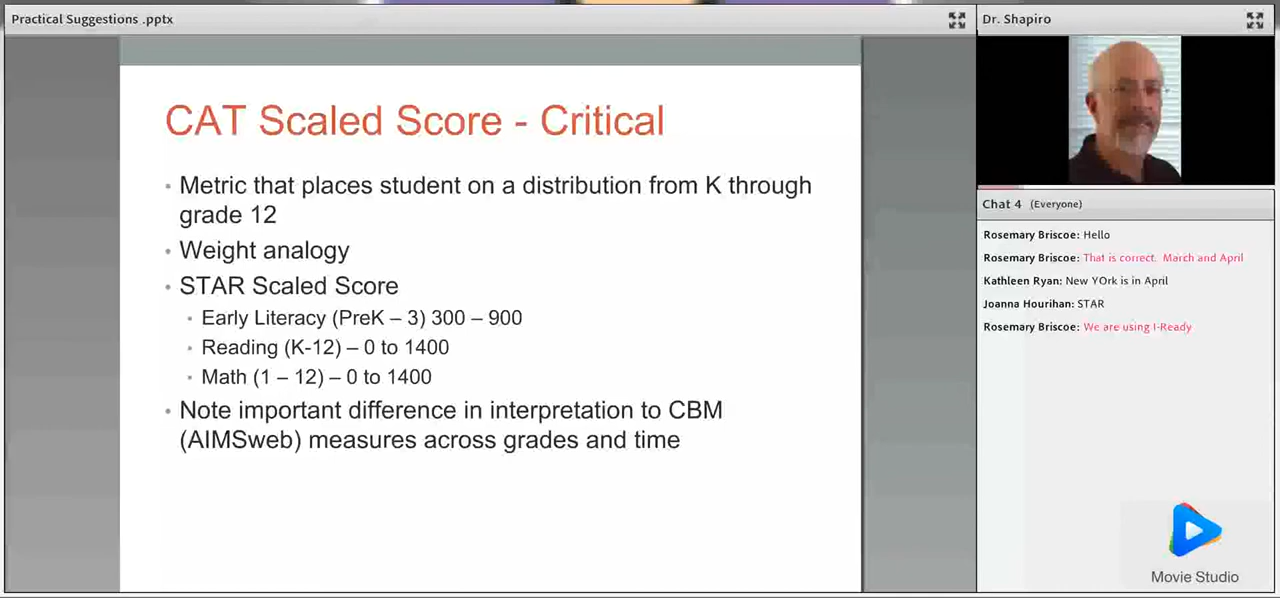 Practical Suggestions .pptx
CAT Scaled Score - Critical
• Metric that places student on a distribution from K through
grade 12
• Weight analogy
• STAR Scaled Score
• Early Literacy (PreK – 3) 300 – 900
• Reading (K-12) – 0 to 1400
• Math (1 – 12) – 0 to 1400
• Note important difference in interpretation to CBM
(AIMSweb) measures across grades and time
Dr. Shapiro
Chat 4 (Everyone)
Rosemary Briscoe: Hello
Rosemary Briscoe: That is correct. March and April
Kathleen Ryan: New YOrk is in April
Joanna Hourihan: STAR
Rosemary Briscoe: We are using I-Ready
Movie Studio